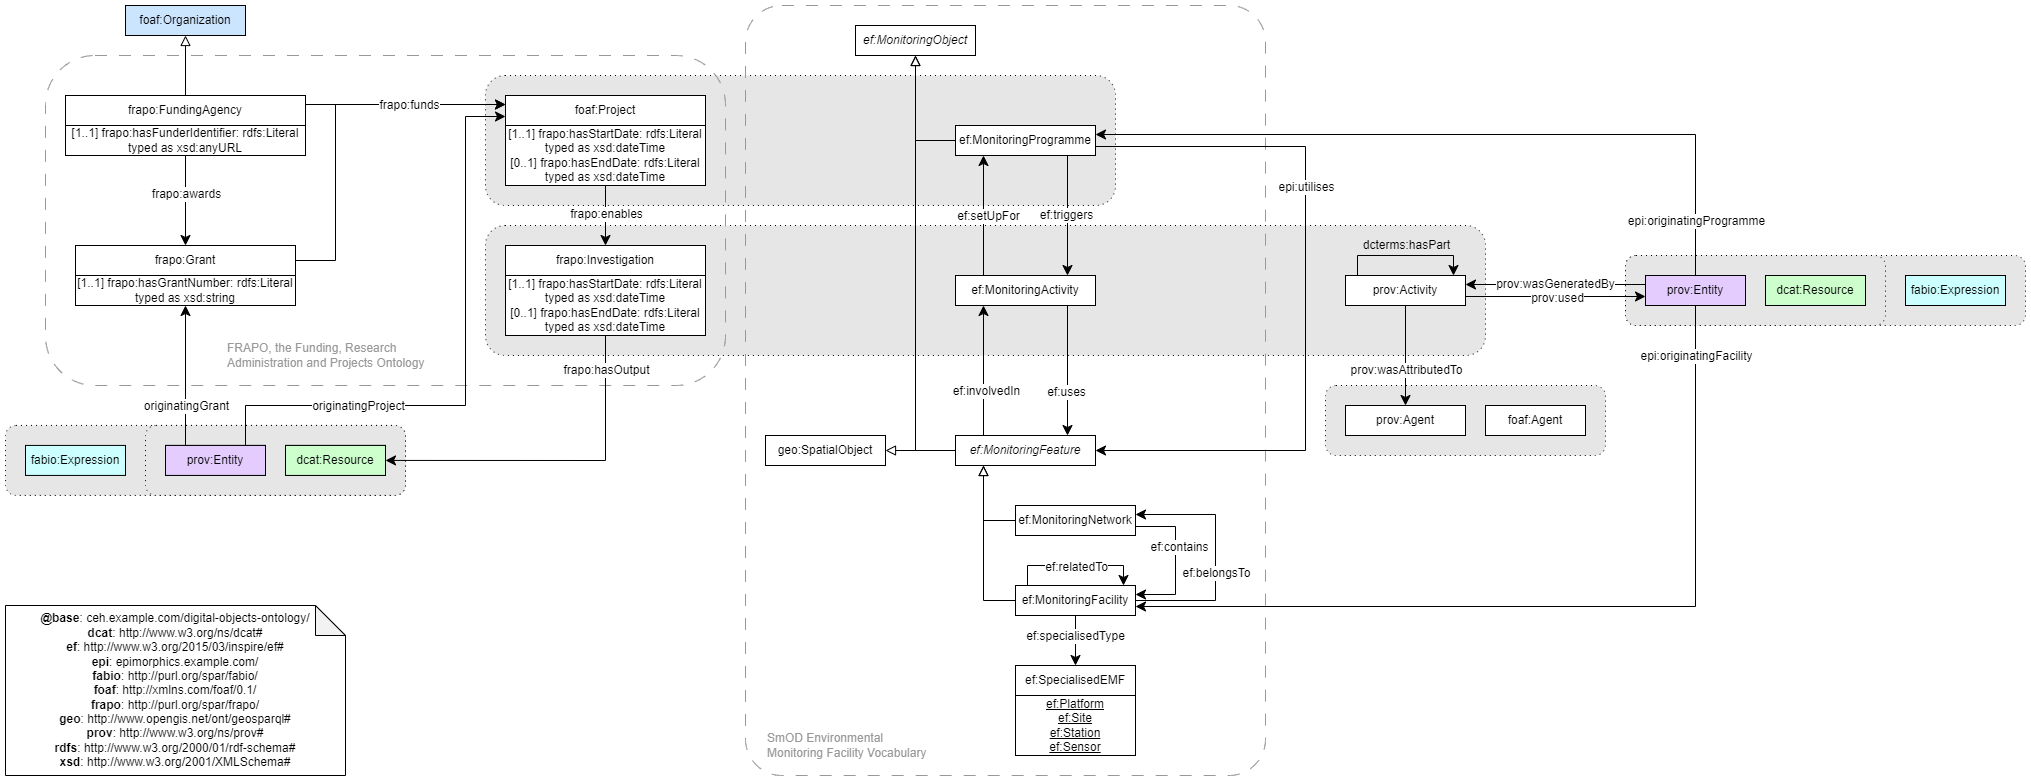 foaf:Organization
frapo:FundingAgency
[1..1] frapo:hasFunderIdentifier: rdfs:Literal
typed as xsd:anyURL
frapo:awards
frapo:Grant
[1..1] frapo:hasGrantNumber: rdfs:Literal
typed as xsd:string
frapo:funds
foaf:Project
[1..1] frapo:hasStartDate: rdfs:Literal
typed as xsd:dateTime
[0..1] frapo:hasEndDate: rdfs:Literal
typed as xsd:dateTime
frapo:enables
frapo:Investigation
[1..1] frapo:hasStartDate: rdfs:Literal
typed as xsd:dateTime
[0..1] frapo:hasEndDate: rdfs:Literal
typed as xsd:dateTime
FRAPO, the Funding, Research
Administration and Projects Ontology
frapo:hasOutput
originatingGrant
originatingProject
fabio:Expression
prov:Entity
dcat:Resource
ef:MonitoringObject
ef:MonitoringProgramme
epi:utilises
ef:setUpFor
ef:triggers
ef:MonitoringActivity
ef:involvedIn
ef:uses
geo:SpatialObject
ef:MonitoringFeature
ef:MonitoringNetwork
ef:contains
ef:relatedTo
ef:belongsTo
ef:MonitoringFacility
ef:specialisedType
ef:SpecialisedEMF
ef:Platform
ef:Site
ef:Station
ef:Sensor
SmOD Environmental
Monitoring Facility Vocabulary
dcterms:hasPart
prov:Activity
prov:wasGeneratedBy
prov:used
epi:originatingProgramme
prov:Entity
dcat:Resource
fabio:Expression
epi:originatingFacility
prov:wasAttributedTo
prov:Agent
foaf:Agent
@base: ceh.example.com/digital-objects-ontology/
dcat: http://www.w3.org/ns/dcat#
ef: http://www.w3.org/2015/03/inspire/ef#
epi: epimorphics.example.com/
fabio: http://purl.org/spar/fabio/
foaf: http://xmlns.com/foaf/0.1/
frapo: http://purl.org/spar/frapo/
geo: http://www.opengis.net/ont/geosparql#
prov: http://www.w3.org/ns/prov#
rdfs: http://www.w3.org/2000/01/rdf-schema#
xsd: http://www.w3.org/2001/XMLSchema#